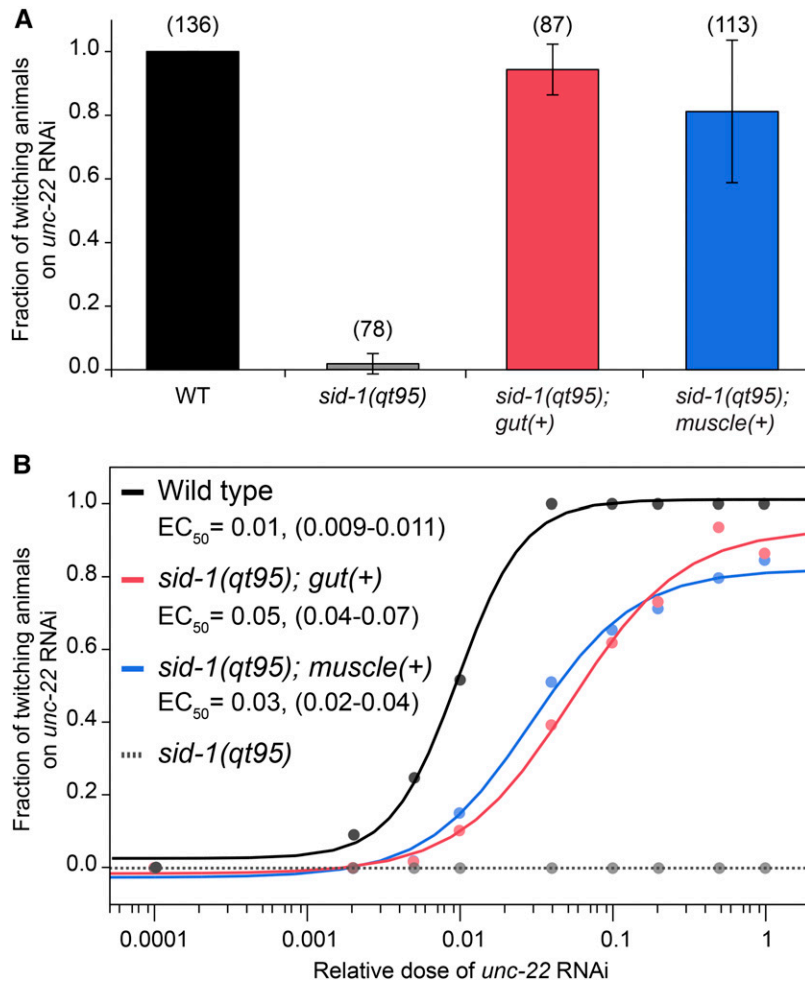 A
(136)
(87)
(113)
(78)
Fraction of twitching animals
on unc-22 RNAi
1.0
0.8
0.6
0.4
0.2
0.0
WT
sid-1(qt95)
sid-1(qt95);
gut(+)
sid-1(qt95);
muscle(+)
B
Fraction of twitching animals
on unc-22 RNAi
1.0
0.8
0.6
0.4
0.2
0.0
Wild type
EC50= 0.01, (0.009-0.011)
sid-1(qt95); gut(+)
EC50= 0.05, (0.04-0.07)
sid-1(qt95); muscle(+)
EC50= 0.03, (0.02-0.04)
sid-1(qt95)
0.0001
0.001
0.01
0.1
1
Relative dose of unc-22 RNAi